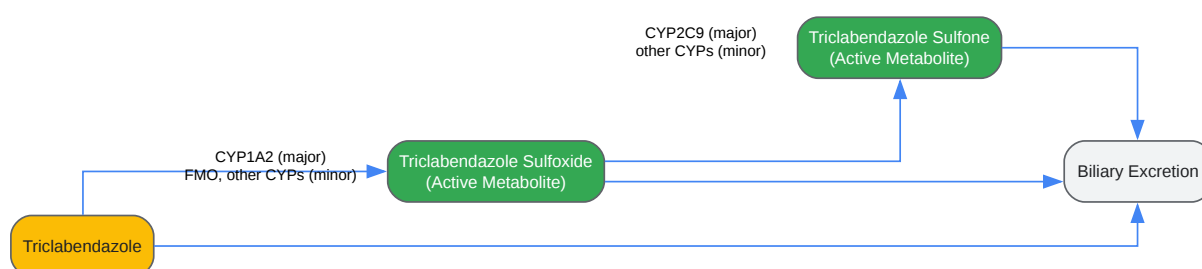 CYP2C9 (major)
other CYPs (minor)
Triclabendazole Sulfone
(Active Metabolite)
CYP1A2 (major)
FMO, other CYPs (minor)
Triclabendazole Sulfoxide
(Active Metabolite)
Biliary Excretion
Triclabendazole